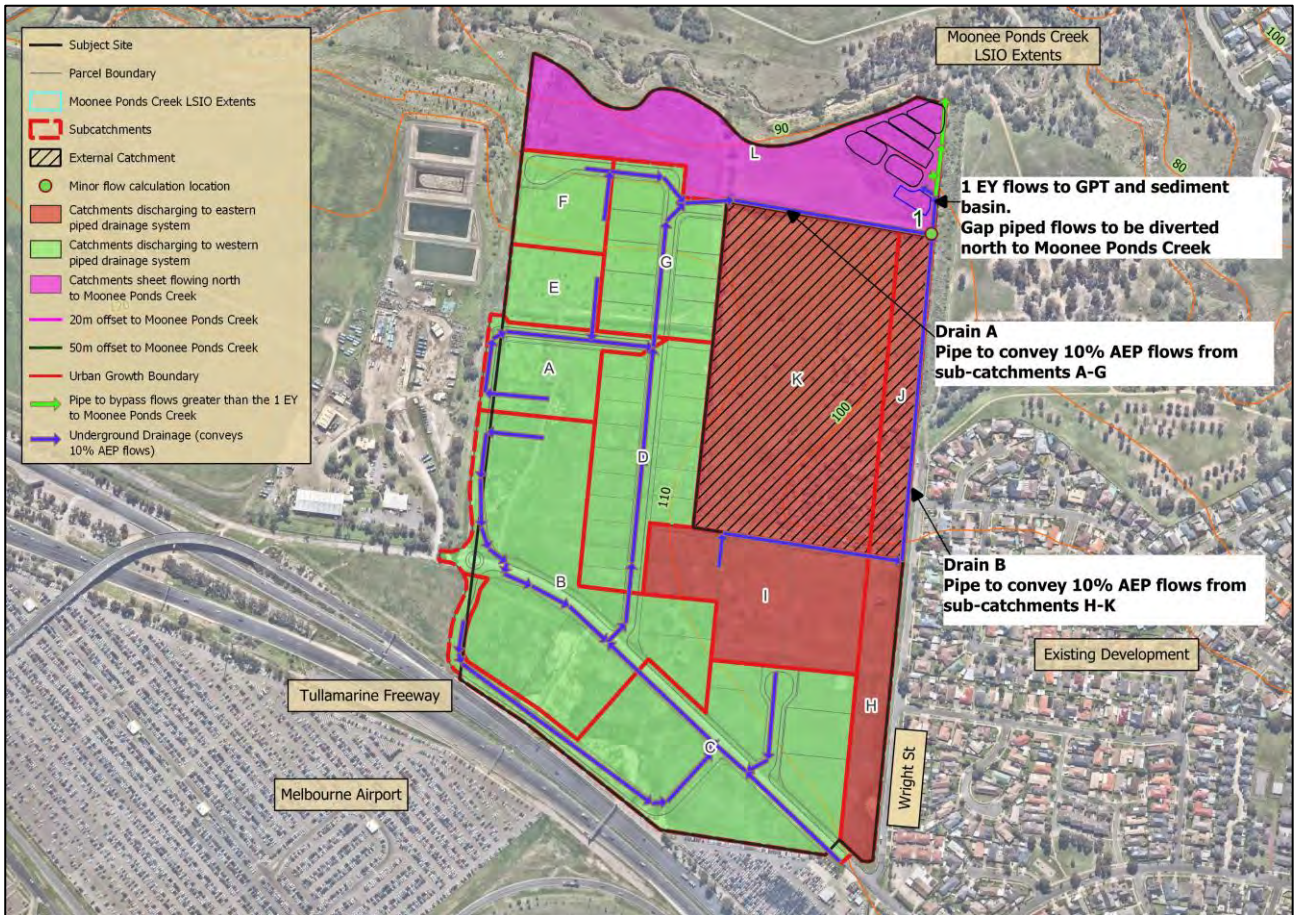 Subject Site
Parcel Boundary
Moonee Ponds Creek LSIO Extents
Subcatchments
External Catchment
Minor flow calculation location
Catchments discharging to eastern
piped drainage system
Catchments discharging to western
piped drainage system
Catchments sheet flowing north
to Moonee Ponds Creek
20m offset to Moonee Ponds Creek
50m offset to Moonee Ponds Creek
Urban Growth Boundary
Pipe to bypass flows greater than the 1 EY
to Moonee Ponds Creek
Underground Drainage (conveys
10% AEP flows)
Moonee Ponds Creek
LSIO Extents
100
90
80
L
1 EY flows to GPT and sediment
basin.
Gap piped flows to be diverted
north to Moonee Ponds Creek
1
F
G
E
Drain A
Pipe to convey 10% AEP flows from
sub-catchments A-G
A
K
J
100
D
110
Drain B
Pipe to convey 10% AEP flows from
sub-catchments H-K
B
I
Existing Development
Tullamarine Freeway
H
C
Wright St
Melbourne Airport